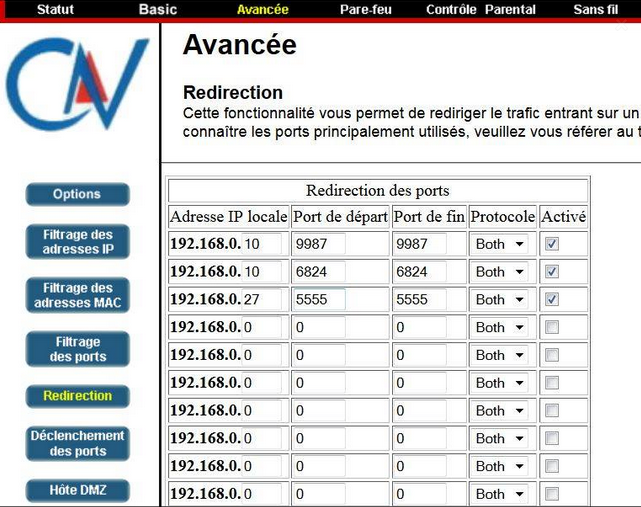 Statut Basic Avancée Pare-feu Contrôle Parental Sans fil
Avancée
Redirection
Cette fonctionnalité vous permet de rediriger le trafic entrant sur un
connaître les ports principalement utilisés, veuillez vous référer au t
Options
Filtrage des
adresses IP
Filtrage des
adresses MAC
Filtrage
des ports
Redirection
Déclenchement
des ports
Hôte DMZ
Redirection des ports
Adresse IP locale Port de départ Port de fin Protocole Activé
192.168.0. 10 9987 9987 Both
192.168.0. 10 6824 6824 Both
192.168.0. 27 5555 5555 Both
192.168.0. 0 0 0 Both
192.168.0. 0 0 0 Both
192.168.0. 0 0 0 Both
192.168.0. 0 0 0 Both
192.168.0. 0 0 0 Both
192.168.0. 0 0 0 Both
192.168.0. 0 0 0 Both